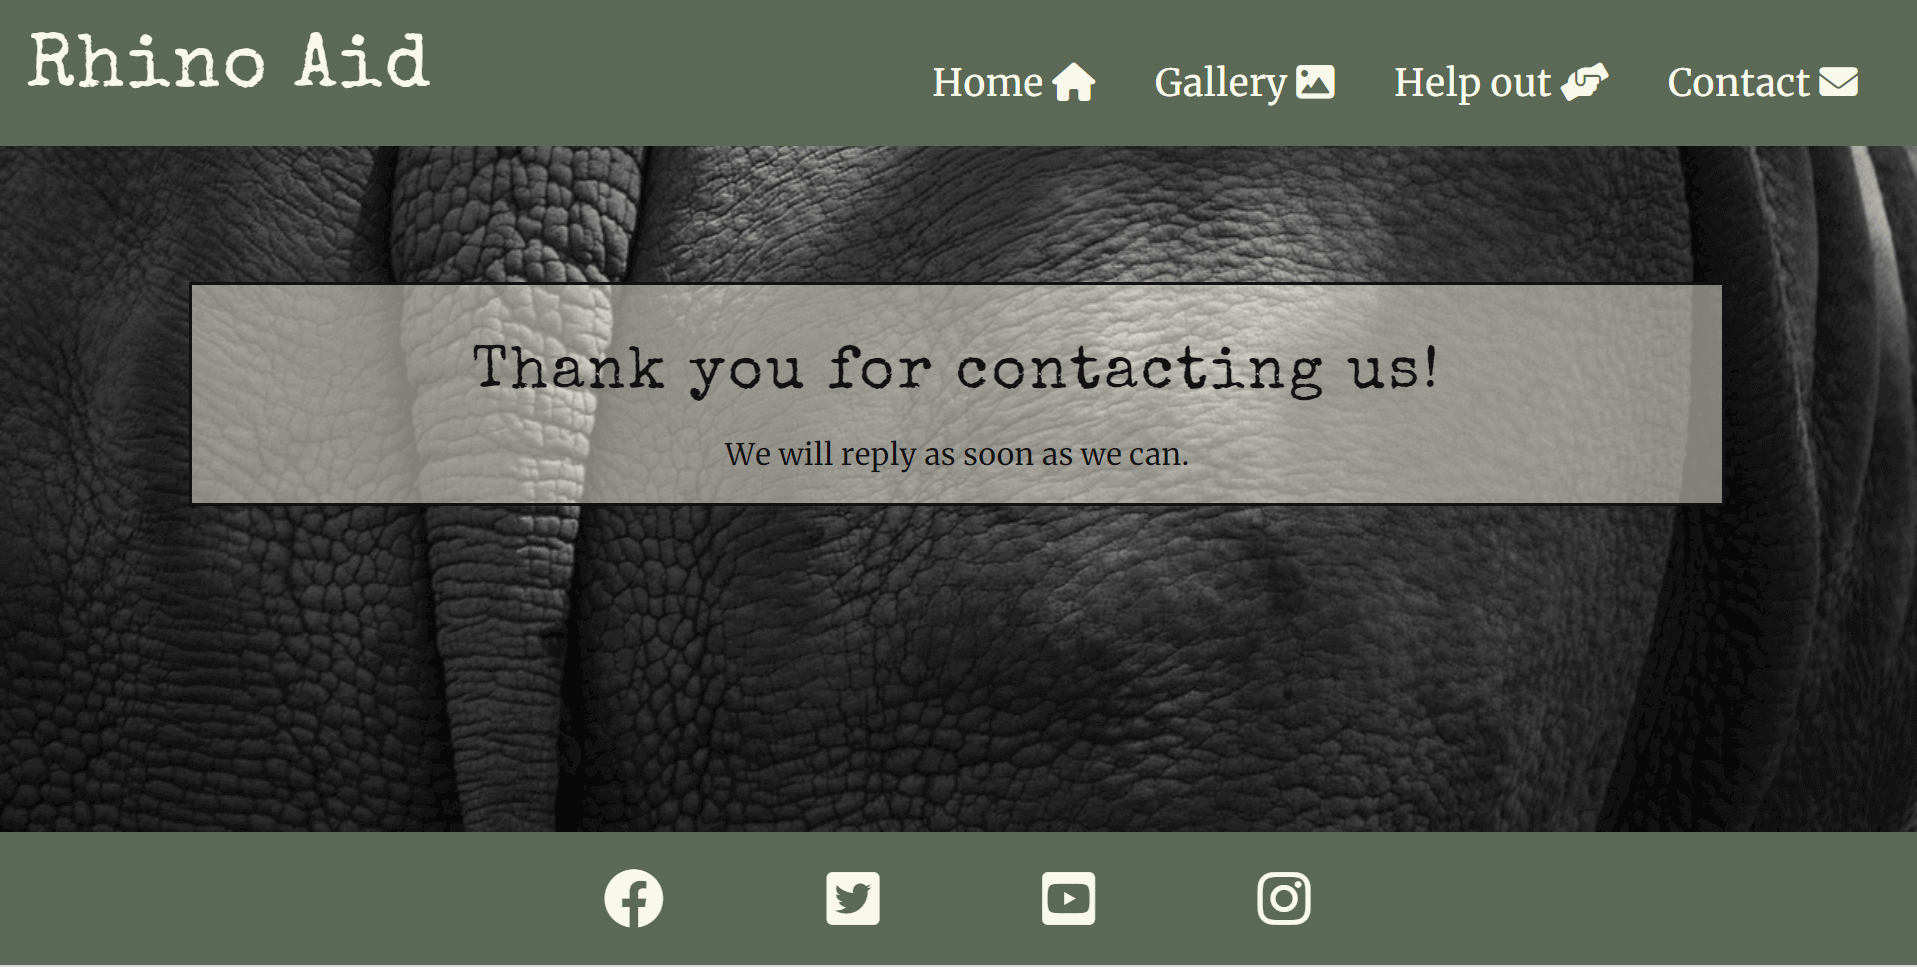 Rhino Aid
Home Gallery Help out Contact
Thank you for contacting us!
We will reply as soon as we can.